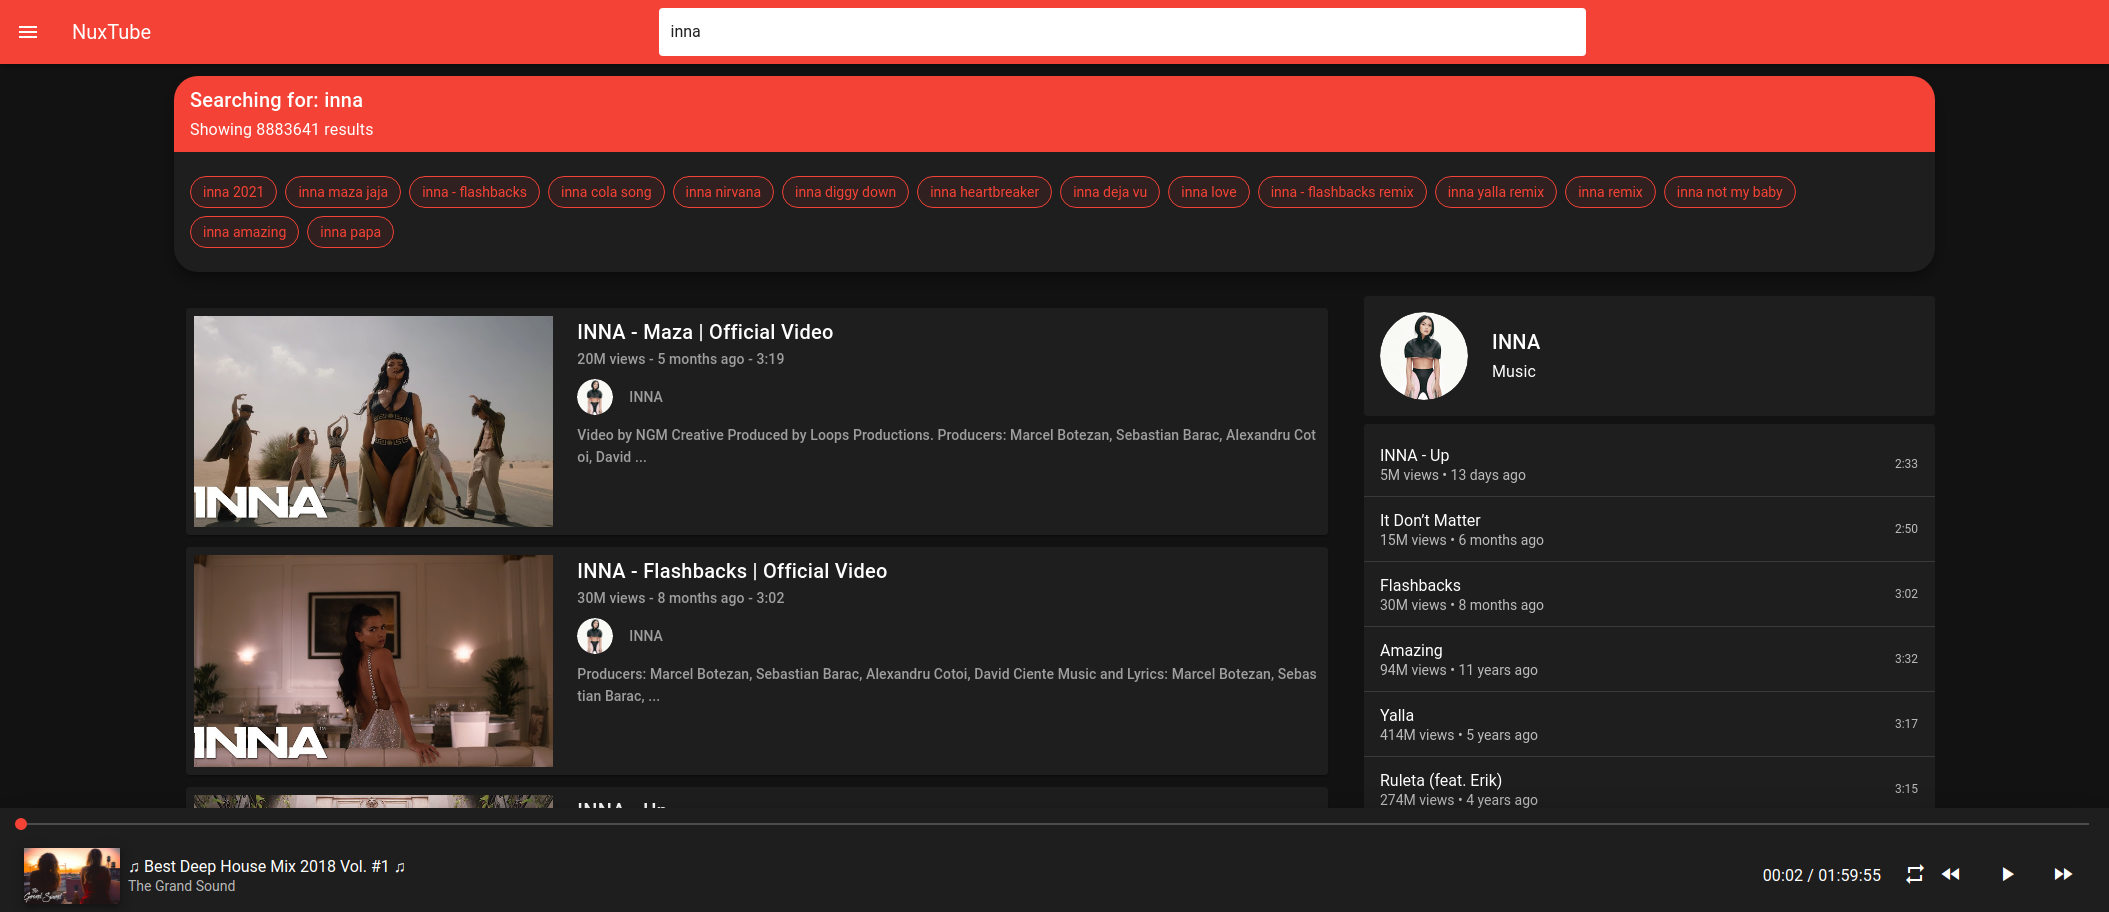 NuxTube
inna
Searching for: inna
Showing 8883641 results
inna 2021
inna maza jaja
inna - flashbacks
inna cola song
inna nirvana
inna diggy down
inna heartbreaker
inna deja vu
inna love
inna - flashbacks remix
inna yalla remix
inna remix
inna not my baby
inna amazing
inna papa
INNA
INNA - Maza | Official Video
20M views - 5 months ago - 3:19
INNA
Video by NGM Creative Produced by Loops Productions. Producers: Marcel Botezan, Sebastian Barac, Alexandru Cot
oi, David ...
INNA
INNA - Flashbacks | Official Video
30M views - 8 months ago - 3:02
INNA
Producers: Marcel Botezan, Sebastian Barac, Alexandru Cotoi, David Ciente Music and Lyrics: Marcel Botezan, Sebas
tian Barac, ...
INNA - Up
INNA
Music
INNA - Up
5M views • 13 days ago
2:33
It Don’t Matter
15M views • 6 months ago
2:50
Flashbacks
30M views • 8 months ago
3:02
Amazing
94M views • 11 years ago
3:32
Yalla
414M views • 5 years ago
3:17
Ruleta (feat. Erik)
274M views • 4 years ago
3:15
The
Grand Sound
♫ Best Deep House Mix 2018 Vol. #1 ♫
The Grand Sound
00:02 / 01:59:55